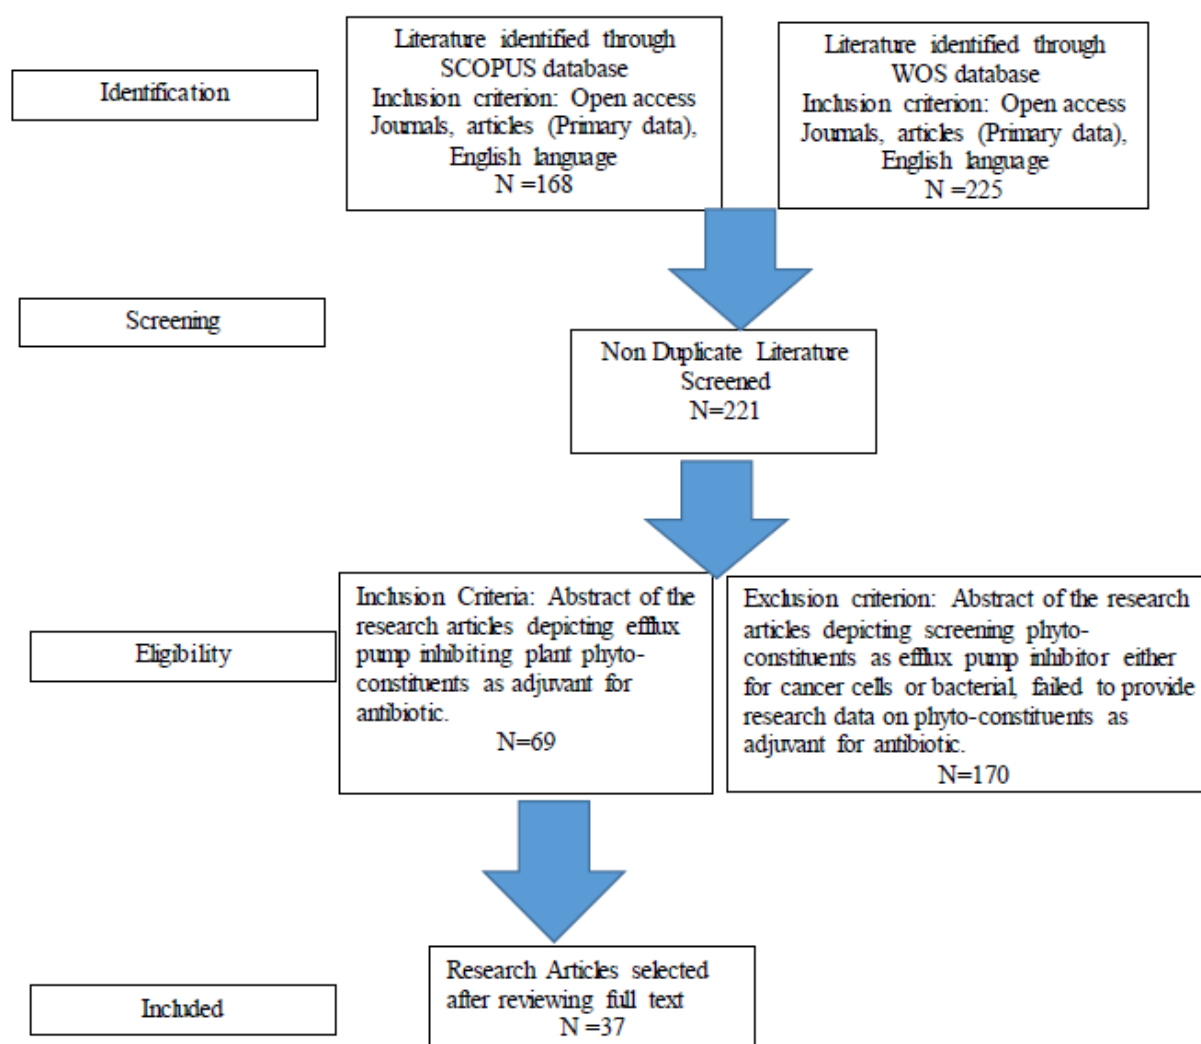 Identification
Literature identified through
SCOPUS database
Inclusion criterion: Open access
Journals, articles (Primary data),
English language
N =168
Literature identified through
WOS database
Inclusion criterion: Open access
Journals, articles (Primary data),
English language
N =225
Screening
Non Duplicate Literature
Screened
N=221
Eligibility
Inclusion Criteria: Abstract of the
research articles depicting efflux
pump inhibiting plant phyto-
constituents as adjuvant for
antibiotic.
N=69
Exclusion criterion: Abstract of the research
articles depicting screening phyto-
constituents as efflux pump inhibitor either
for cancer cells or bacterial, failed to provide
research data on phyto-constituents as
adjuvant for antibiotic.
N=170
Included
Research Articles selected
after reviewing full text
N =37